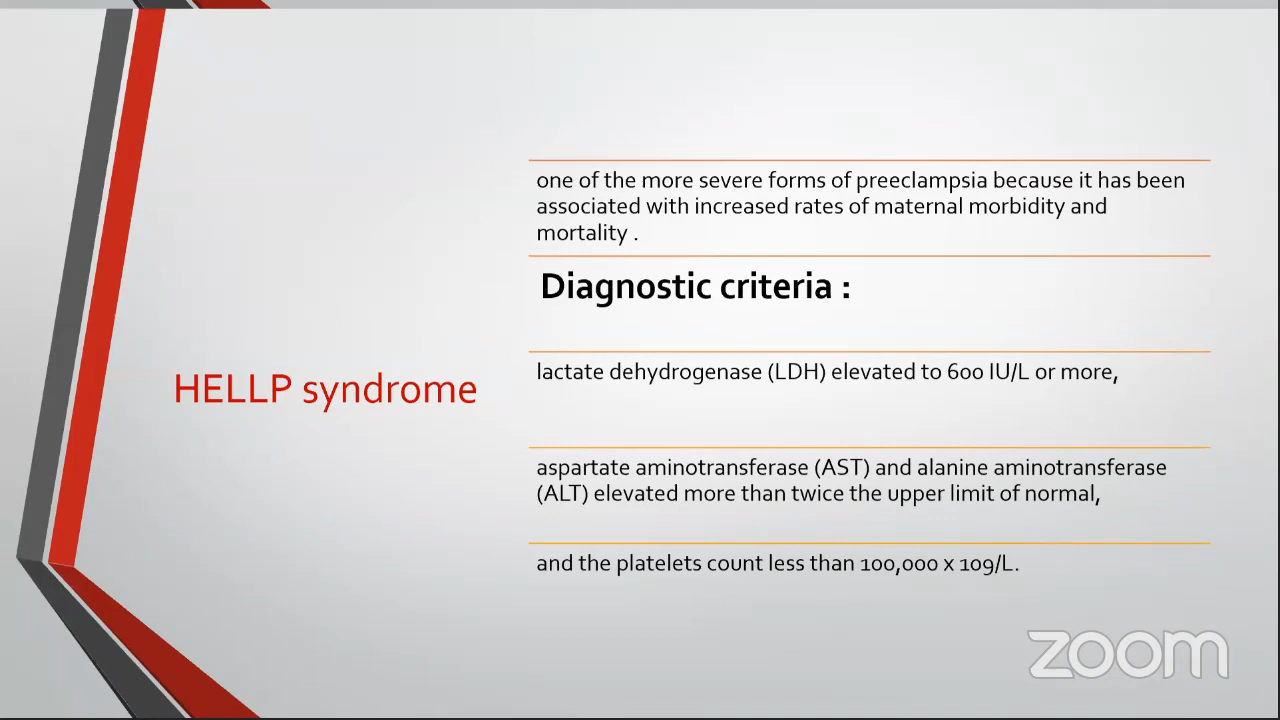 HELLP syndrome
one of the more severe forms of preeclampsia because it has been
associated with increased rates of maternal morbidity and
mortality .
Diagnostic criteria :
lactate dehydrogenase (LDH) elevated to 600 IU/L or more,
aspartate aminotransferase (AST) and alanine aminotransferase
(ALT) elevated more than twice the upper limit of normal,
and the platelets count less than 100,000 x 109/L.
zoom